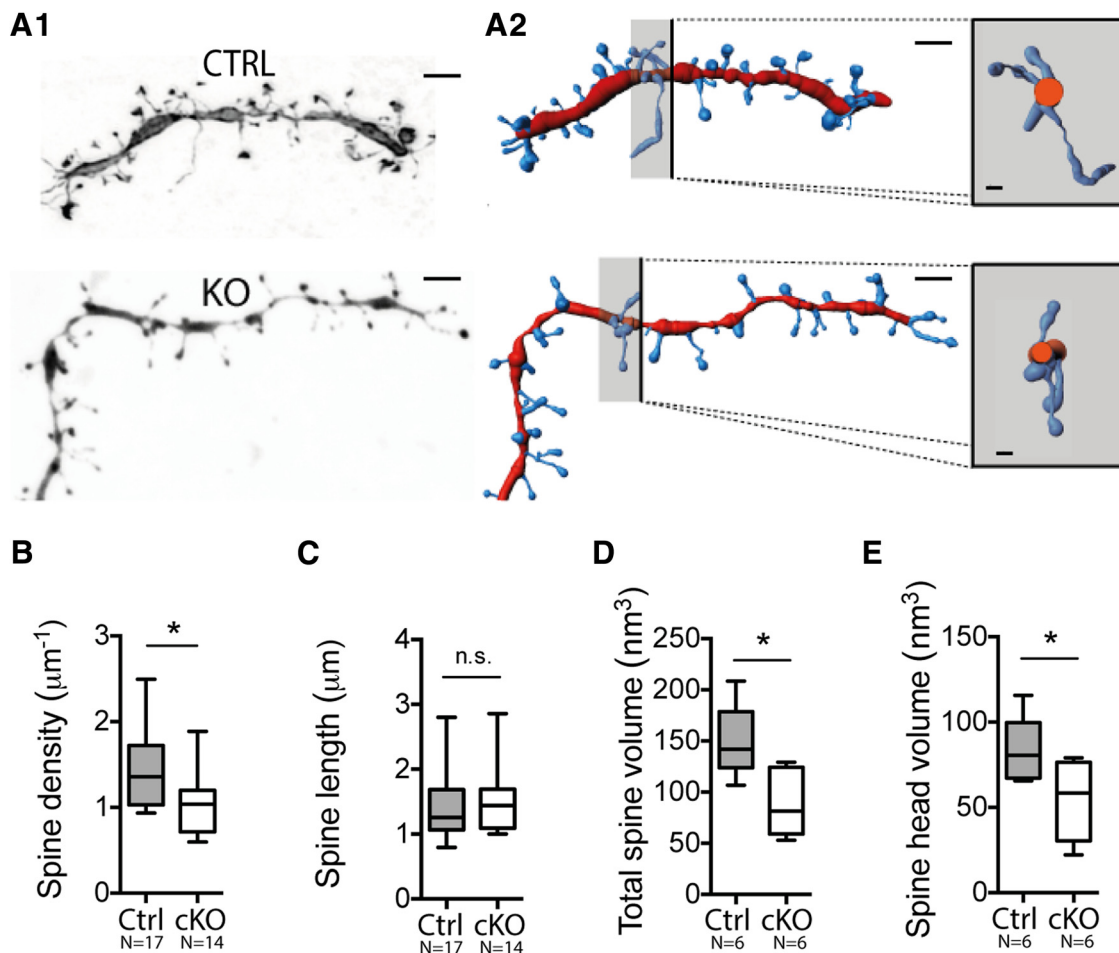 A1
A2
CTRL
KO
B
C
D
E
Spine density (μm⁻¹)
3
2
1
0
*
Ctrl
cKO
N=17
N=14
Spine length (μm)
4
3
2
1
0
n.s.
Ctrl
cKO
N=17
N=14
Total spine volume (nm³)
250
200
150
100
50
0
*
Ctrl
cKO
N=6
N=6
Spine head volume (nm³)
150
100
50
0
*
Ctrl
cKO
N=6
N=6